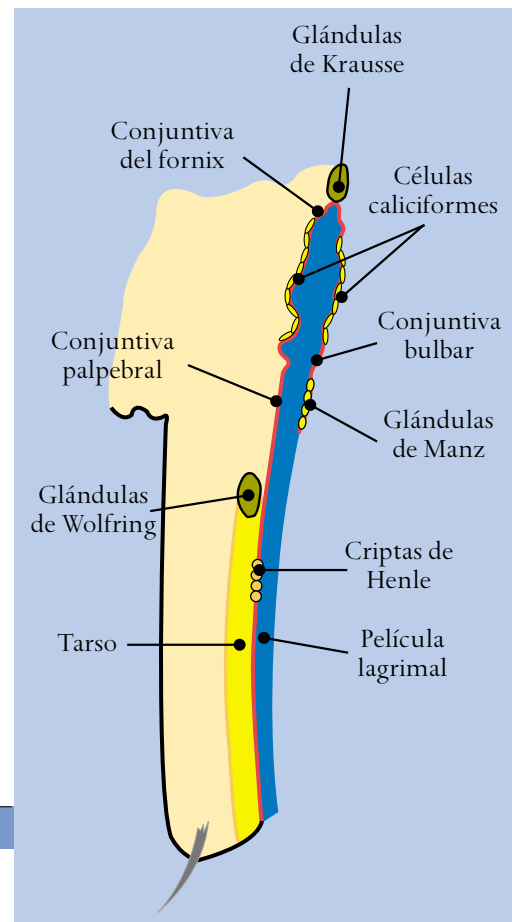 Glándulas
de Krausse
Conjuntiva
del fornix
Células
caliciformes
Conjuntiva
palpebral
Conjuntiva
bulbar
Glándulas
de Manz
Glándulas
de Wolfring
Criptas de
Henle
Tarso
Película
lagrimal